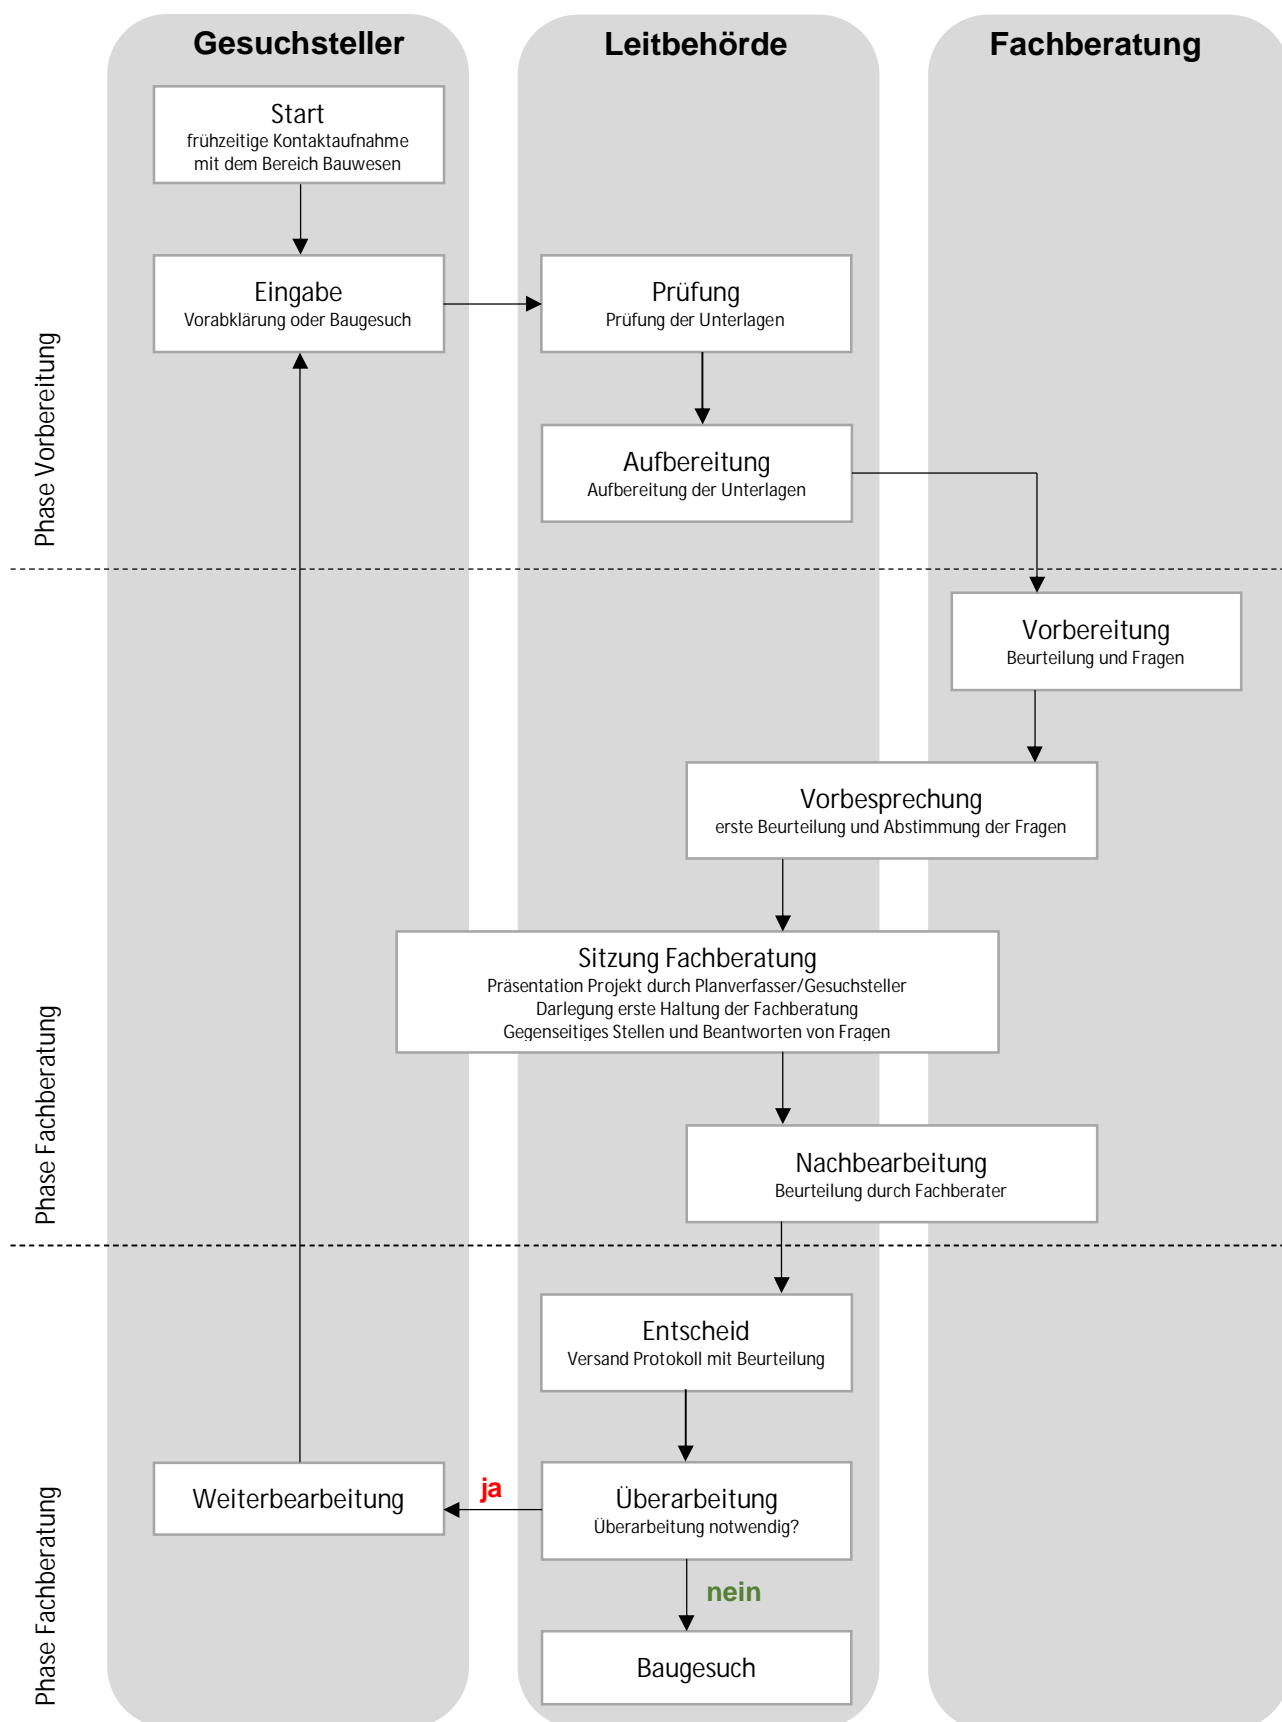 Gesuchsteller
Leitbehörde
Fachberatung
Start
frühzeitige Kontaktaufnahme
mit dem Bereich Bauwesen
Eingabe
Vorabklärung oder Baugesuch
Prüfung
Prüfung der Unterlagen
Phase Vorbereitung
Aufbereitung
Aufbereitung der Unterlagen
Vorbereitung
Beurteilung und Fragen
Vorbesprechung
erste Beurteilung und Abstimmung der Fragen
Sitzung Fachberatung
Präsentation Projekt durch Planverfasser/Gesuchsteller
Darlegung erste Haltung der Fachberatung
Gegenseitiges Stellen und Beantworten von Fragen
Phase Fachberatung
Nachbearbeitung
Beurteilung durch Fachberater
Entscheid
Versand Protokoll mit Beurteilung
Weiterbearbeitung
ja
Überarbeitung
Überarbeitung notwendig?
Phase Fachberatung
nein
Baugesuch